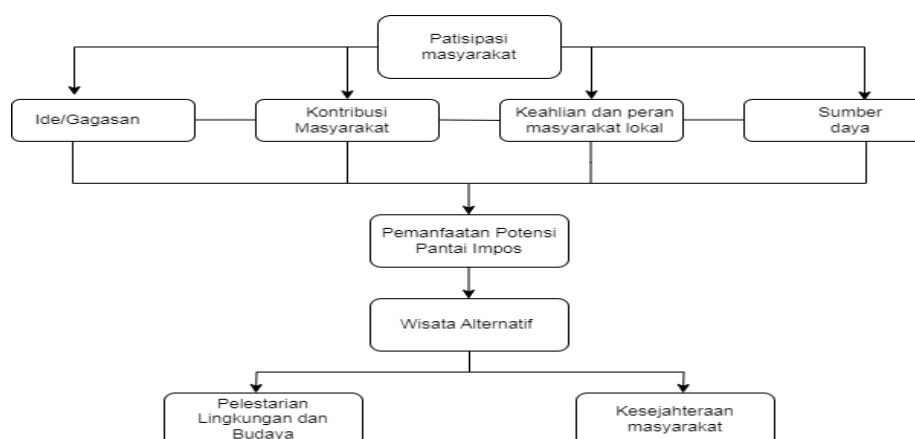 Patisipasi
masyarakat
Ide/Gagasan
Kontribusi
Masyarakat
Keahlian dan peran
masyarakat lokal
Sumber
daya
Pemanfaatan Potensi
Pantai Impos
Wisata Alternatif
Pelestarian
Lingkungan dan
Budaya
Kesejahteraan
masyarakat